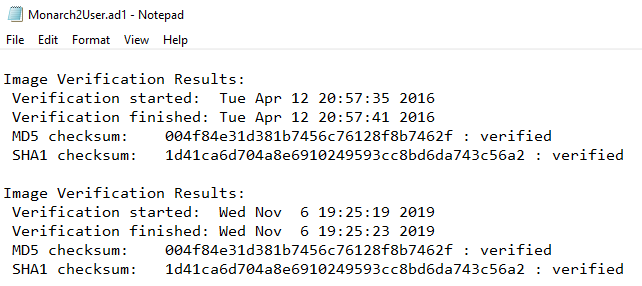 Monarch2User.ad1 - Notepad
File Edit Format View Help
Image Verification Results:
Verification started: Tue Apr 12 20:57:35 2016
Verification finished: Tue Apr 12 20:57:41 2016
MD5 checksum: 004f84e31d381b7456c76128f8b7462f : verified
SHA1 checksum: 1d41ca6d704a8e6910249593cc8bd6da743c56a2 : verified
Image Verification Results:
Verification started: Wed Nov 6 19:25:19 2019
Verification finished: Wed Nov 6 19:25:23 2019
MD5 checksum: 004f84e31d381b7456c76128f8b7462f : verified
SHA1 checksum: 1d41ca6d704a8e6910249593cc8bd6da743c56a2 : verified